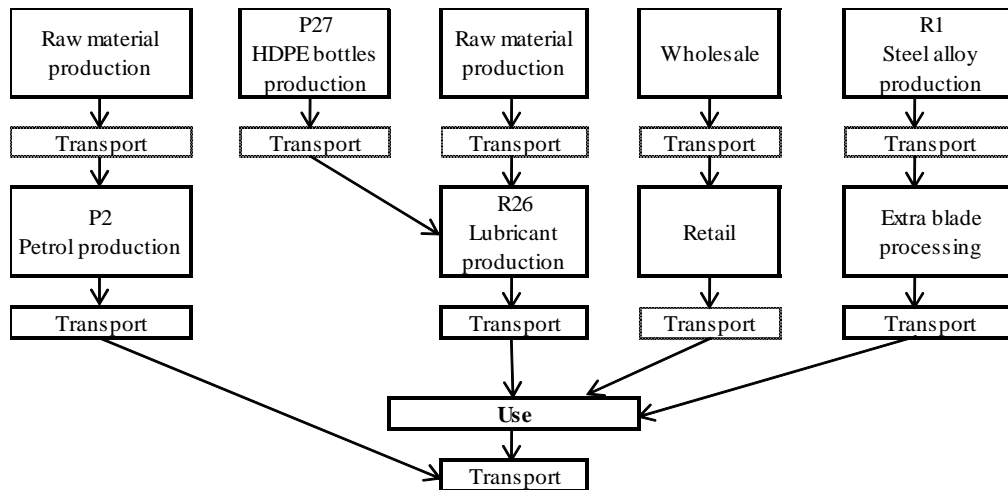 Raw material
production
P27
HDPE bottles
production
Raw material
production
Wholesale
R1
Steel alloy
production
Transport
Transport
Transport
Transport
Transport
P2
Petrol production
R26
Lubricant
production
Retail
Extra blade
processing
Transport
Transport
Transport
Transport
Use
Transport